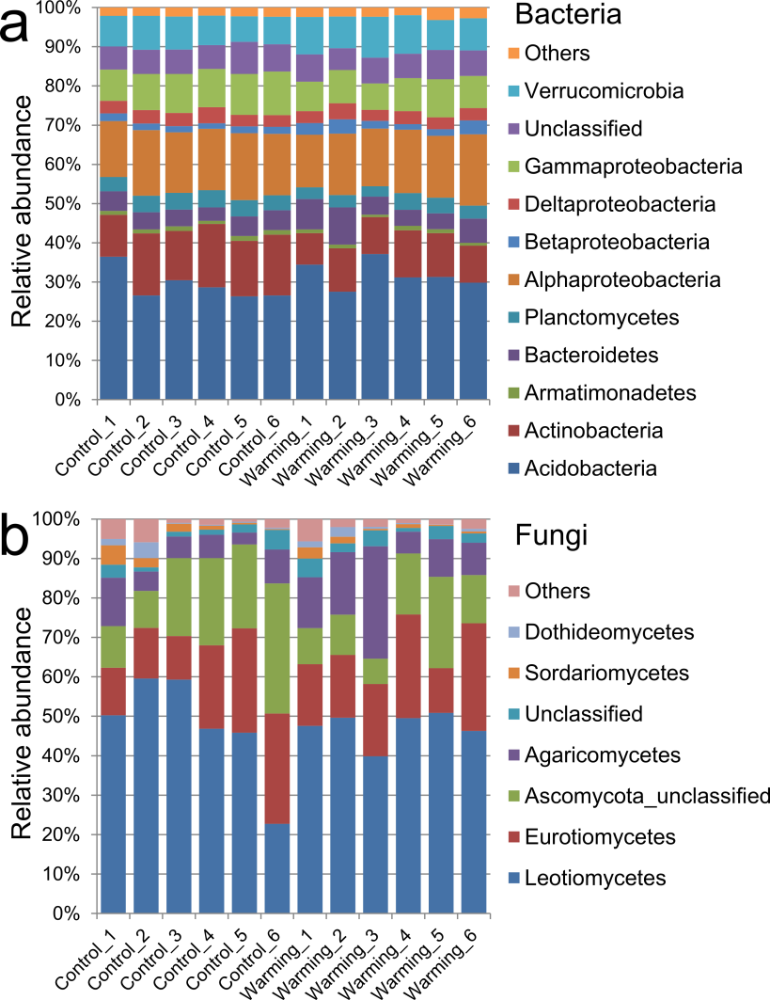 a
Bacteria
Relative abundance
100%
90%
80%
70%
60%
50%
40%
30%
20%
10%
0%
Control_1
Control_2
Control_3
Control_4
Control_5
Control_6
Warming_1
Warming_2
Warming_3
Warming_4
Warming_5
Warming_6
Others
Verrucomicrobia
Unclassified
Gammaproteobacteria
Deltaproteobacteria
Betaproteobacteria
Alphaproteobacteria
Planctomycetes
Bacteroidetes
Armatimonadetes
Actinobacteria
Acidobacteria
b
Fungi
Relative abundance
100%
90%
80%
70%
60%
50%
40%
30%
20%
10%
0%
Control_1
Control_2
Control_3
Control_4
Control_5
Control_6
Warming_1
Warming_2
Warming_3
Warming_4
Warming_5
Warming_6
Others
Dothideomycetes
Sordariomycetes
Unclassified
Agaricomycetes
Ascomycota_unclassified
Eurotiomycetes
Leotiomycetes